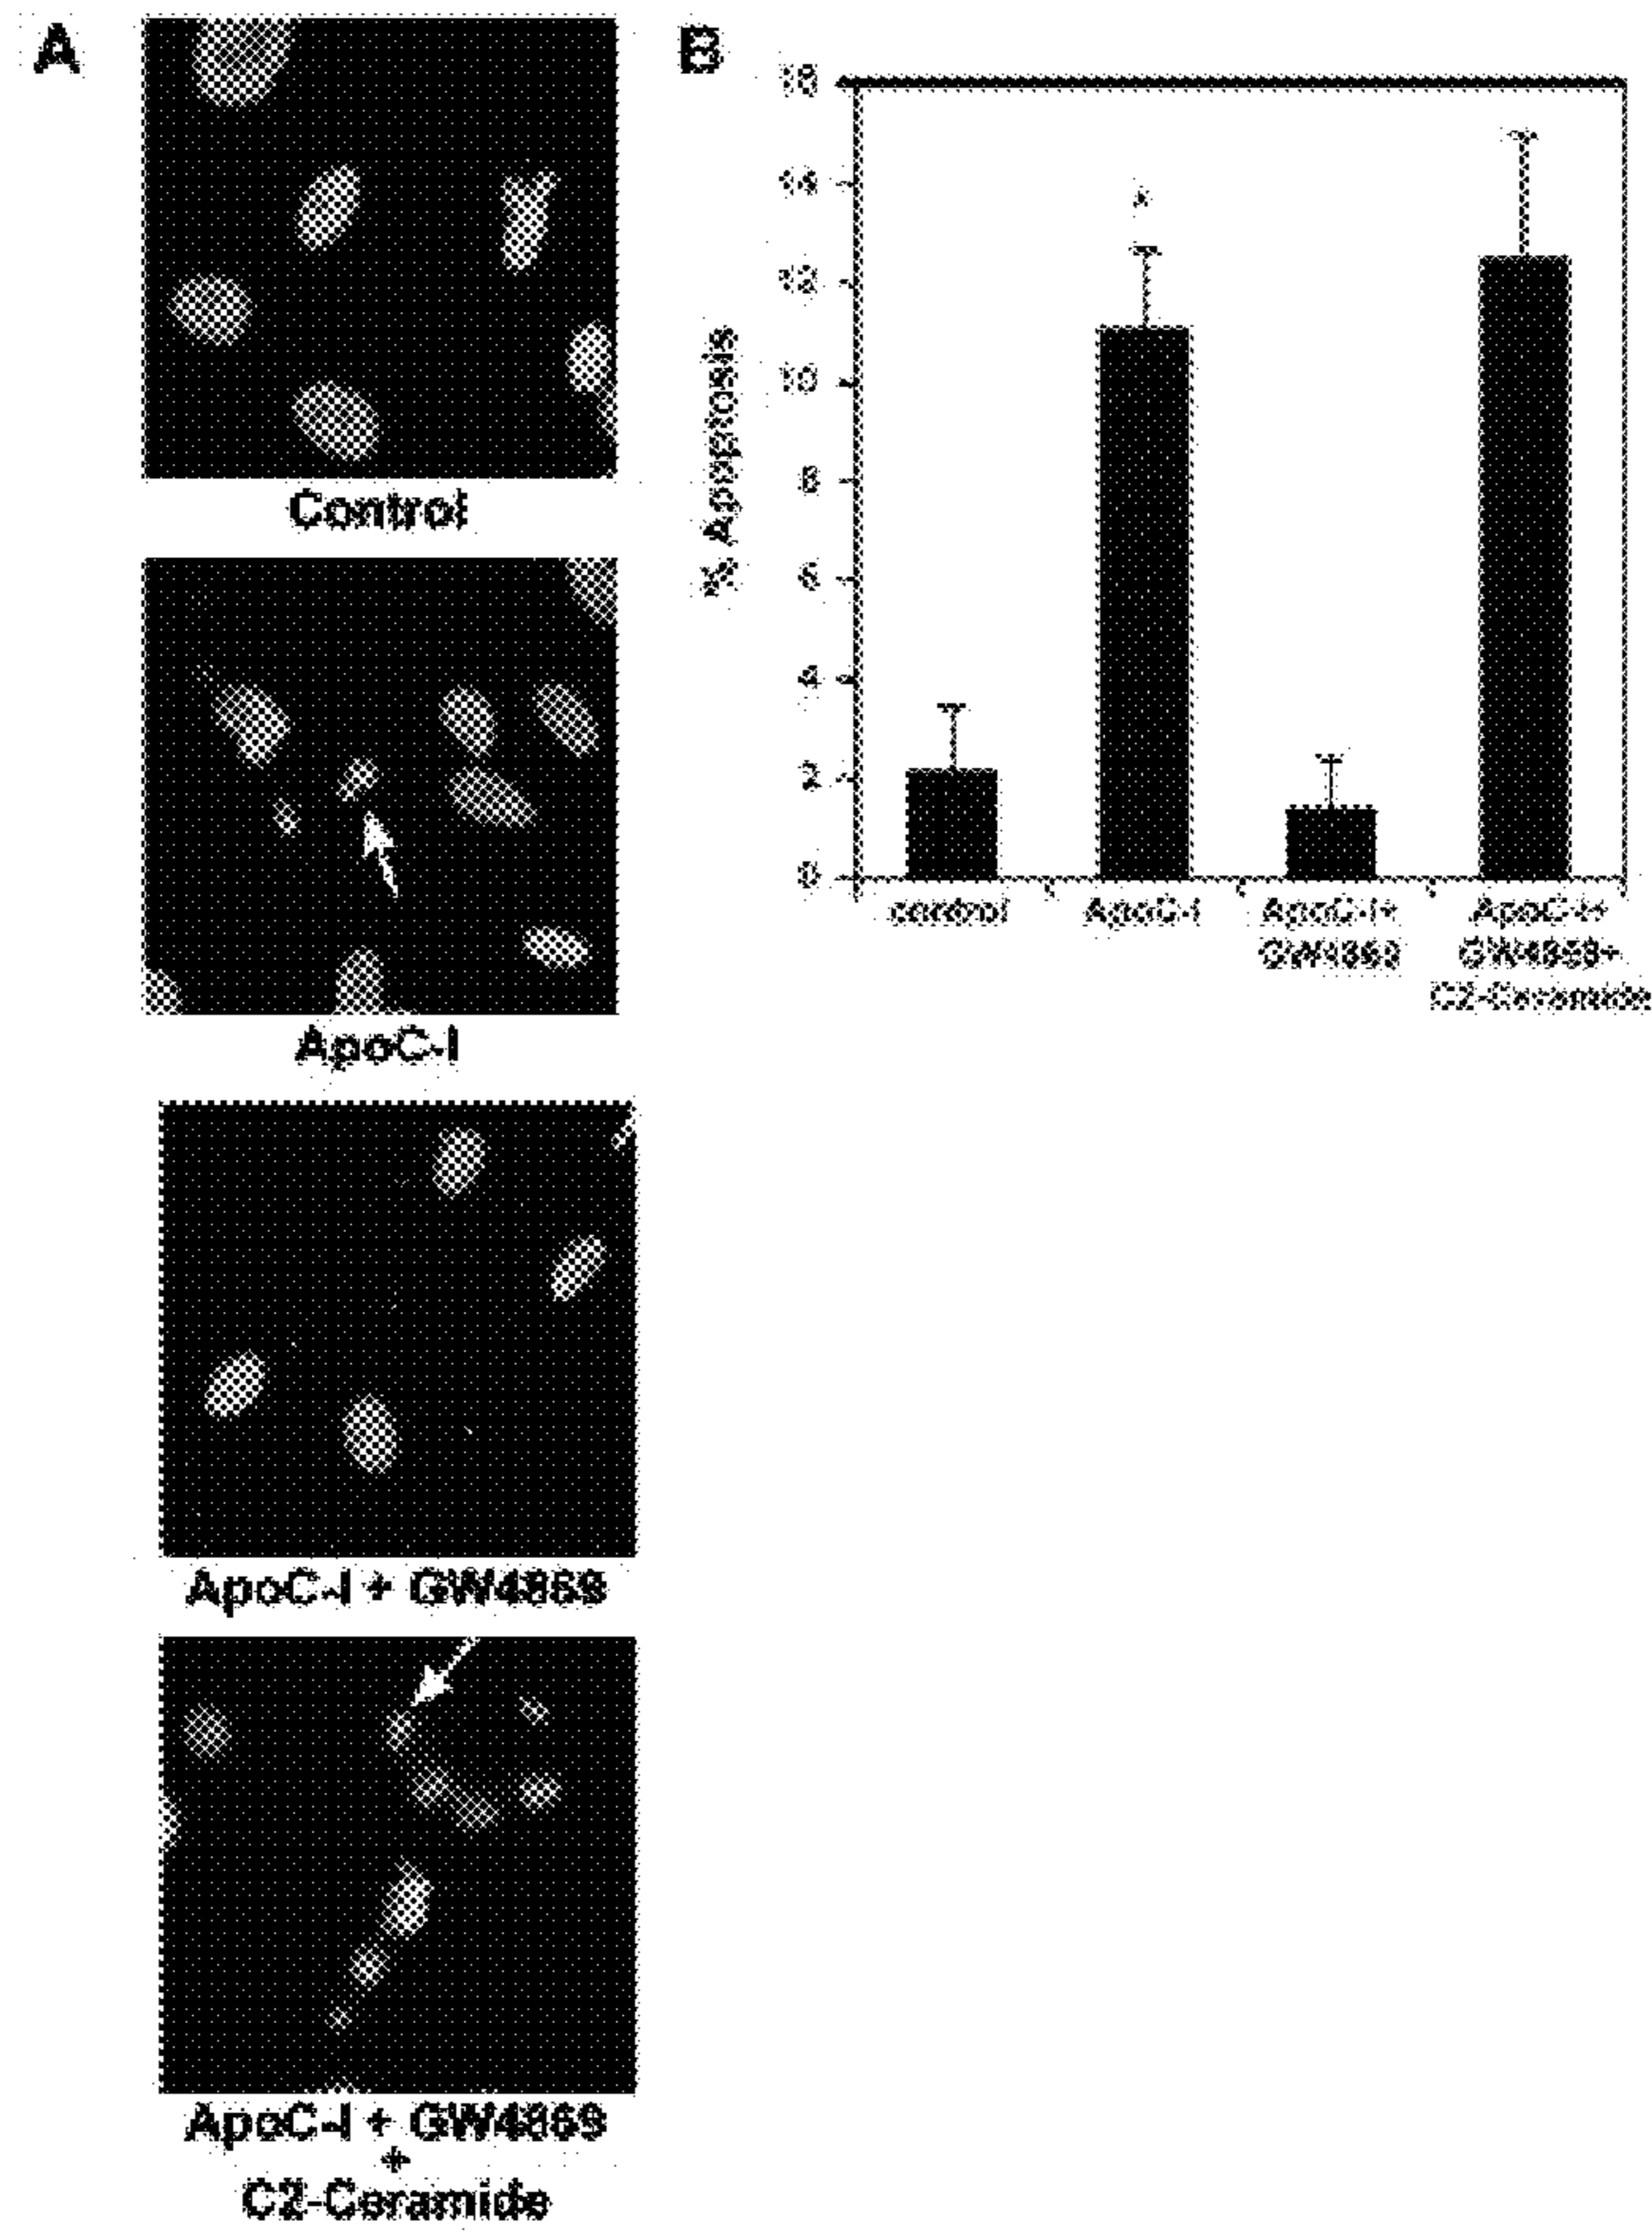 A
Control
ApoC-I
ApoC-I + GW4869
ApoC-I + GW4869
+
C2-Ceramide
B
% Apoptosis
16
14
12
10
8
6
4
2
0
control
ApoC-I
ApoC-I+
GW4869
ApoC-I+
GW4869+
C2-Ceramide
*